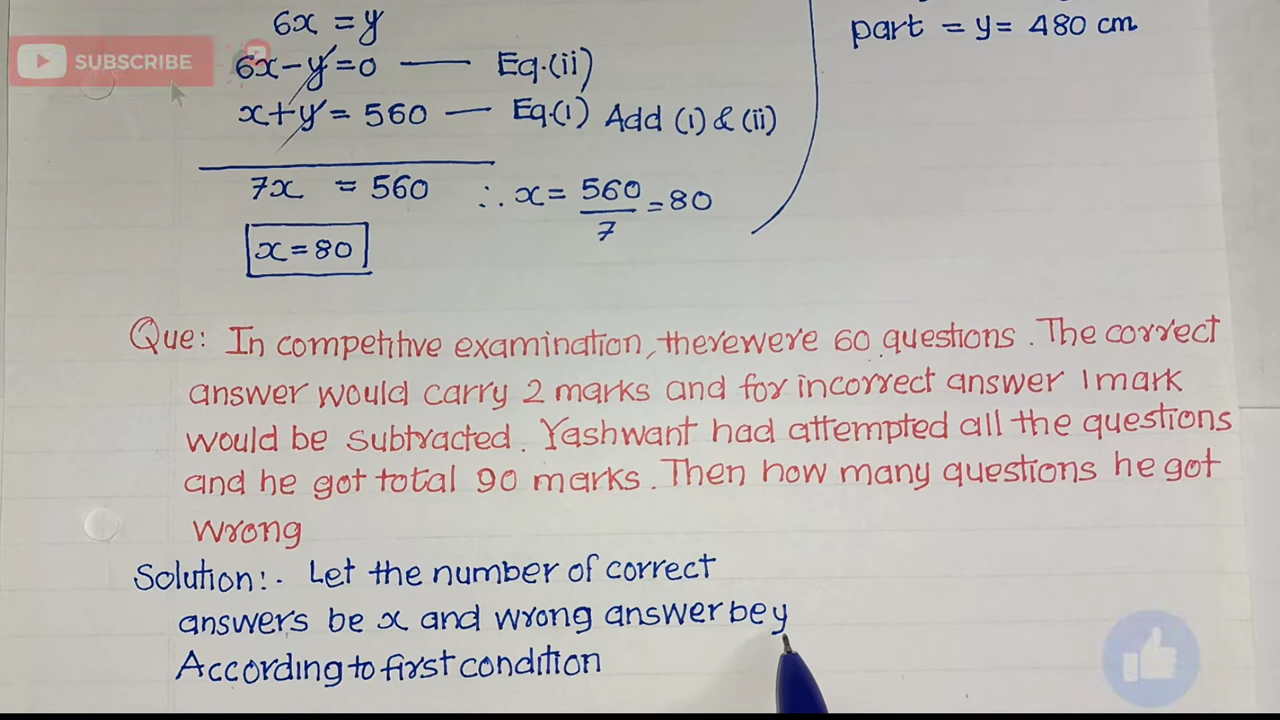 6x = y
part = y = 480 cm
SUBSCRIBE
6x-y=0 — Eq.(ii)
x+y = 560 — Eq.(1) Add (1) & (ii)
7x = 560 ∴ x = 560/7 = 80
x=80
Que: In competitive examination, there were 60 questions. The correct
answer would carry 2 marks and for incorrect answer 1 mark
would be subtracted. Yashwant had attempted all the questions
and he got total 90 marks. Then how many questions he got
wrong
Solution:. Let the number of correct
answers be x and wrong answer be y
According to first condition